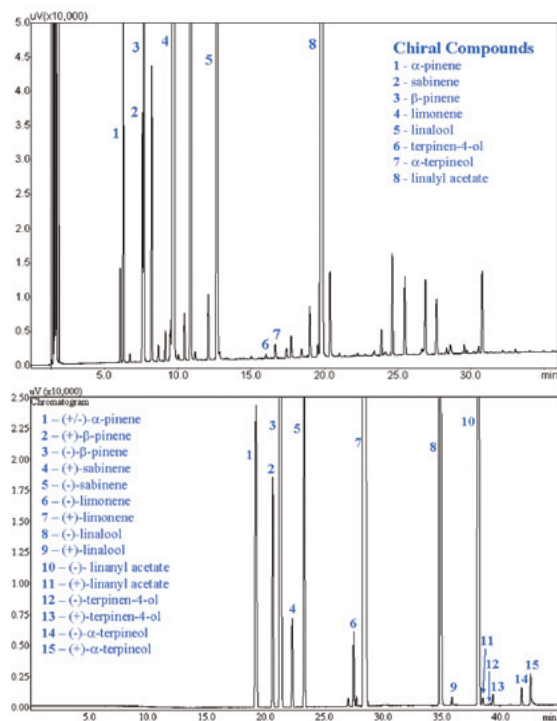 uV(x10,000)
5.0
4.5
4.0
3.5
3.0
2.5
2.0
1.5
1.0
0.5
0.0
5.0 10.0 15.0 20.0 25.0 30.0 min
1
2
3
4
5
6
7
8
Chiral Compounds
1 - α-pinene
2 - sabinene
3 - β-pinene
4 - limonene
5 - linalool
6 - terpinen-4-ol
7 - α-terpineol
8 - linalyl acetate
uV (x10,000)
Chromatogram
2.50
2.25
2.00
1.75
1.50
1.25
1.00
0.75
0.50
0.25
0.00
1 – (+/-)-α-pinene
2 – (+)-β-pinene
3 – (-)-β-pinene
4 – (+)-sabinene
5 – (-)-sabinene
6 – (-)-limonene
7 – (+)-limonene
8 – (-)-linalool
9 – (+)-linalool
10 – (-)- linanyl acetate
11 – (+)-linanyl acetate
12 – (-)-terpinen-4-ol
13 – (+)-terpinen-4-ol
14 – (-)-α-terpineol
15 – (+)-α-terpineol
1
2
3
4
5
6
7
8
9
10
11
12
13
14
15
5.0 10.0 15.0 20.0 25.0 30.0 35.0 40.0 min